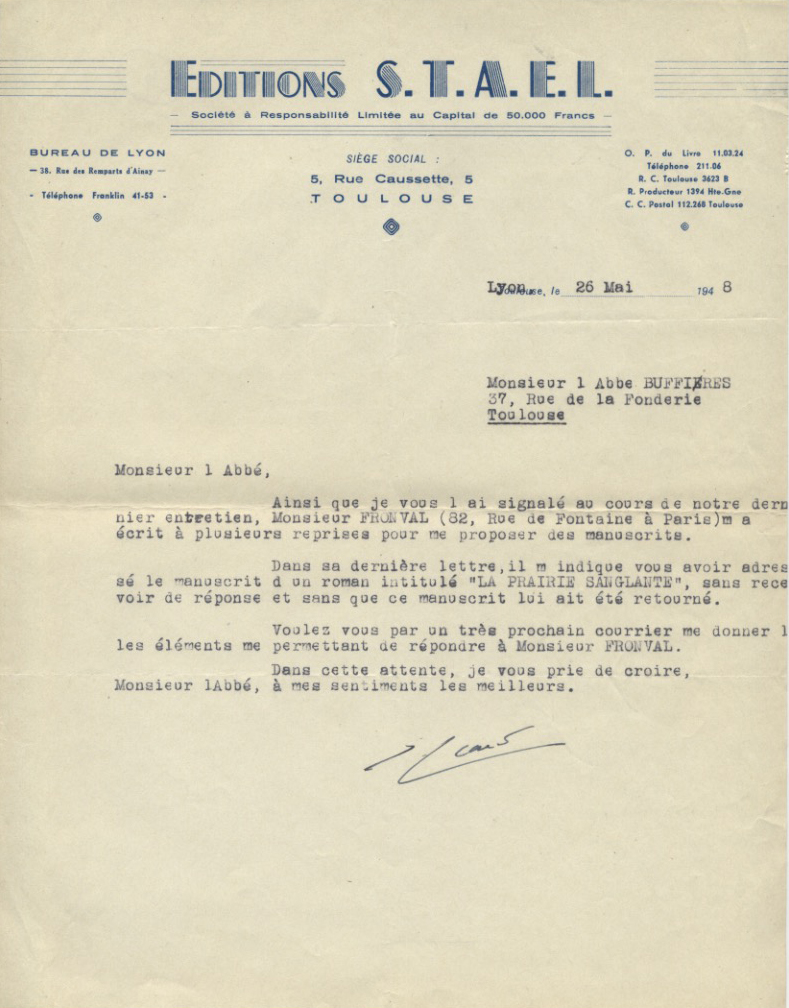 EDITIONS S.T.A.E.L.
— Société à Responsabilité Limitée au Capital de 50.000 Francs —
BUREAU DE LYON
— 38. Rue des Remparts d'Ainay —
- Téléphone Franklin 41-53 -
SIÈGE SOCIAL :
5, Rue Caussette, 5
TOULOUSE
O. P. du Livre 11.03.24
Téléphone 211.06
R. C. Toulouse 3623 B
R. Producteur 1394 Hte.Gne
C. C. Postal 112.268 Toulouse
Lyon, le 26 Mai 1948
Monsieur l Abbe BUFFIERES
37, Rue de la Fonderie
Toulouse
Monsieur l Abbé,
Ainsi que je vous l ai signalé au cours de notre dern
nier entretien, Monsieur FRONVAL (82, Rue de Fontaine à Paris)m a
écrit à plusieurs reprises pour me proposer des manuscrits.
Dans sa dernière lettre,il m indique vous avoir adres
sé le manuscrit d un roman intitulé "LA PRAIRIE SANGLANTE", sans rece
voir de réponse et sans que ce manuscrit lui ait été retourné.
Voulez vous par un très prochain courrier me donner l
les éléments me permettant de répondre à Monsieur FRONVAL.
Dans cette attente, je vous prie de croire,
Monsieur lAbbé, à mes sentiments les meilleurs.